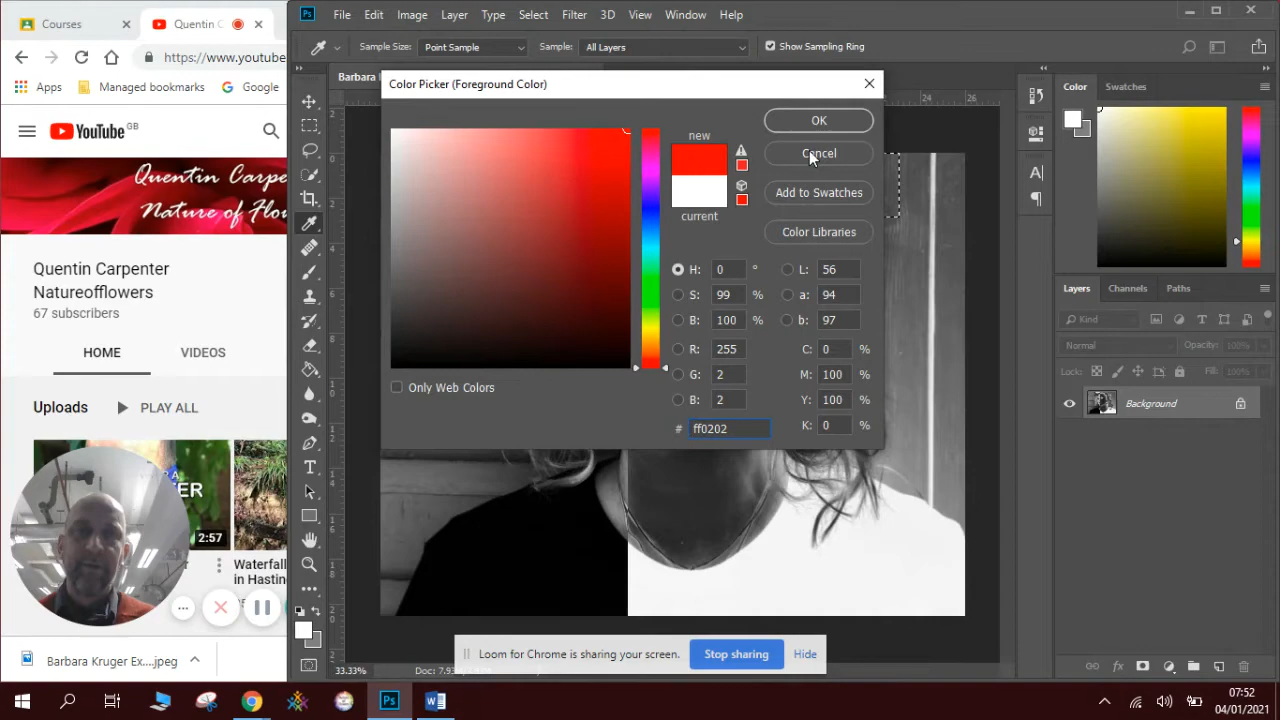 Courses
Quentin C
https://www.youtube
Apps
Managed bookmarks
Google
YouTube GB
Quentin Carpe
Nature of Flo
Quentin Carpenter
Natureofflowers
67 subscribers
HOME
VIDEOS
Uploads
PLAY ALL
2:57
Waterfall
in Hasting
Barbara Kruger Ex....jpeg
Ps
File
Edit
Image
Layer
Type
Select
Filter
3D
View
Window
Help
Sample Size:
Point Sample
Sample:
All Layers
Show Sampling Ring
Color Picker (Foreground Color)
new
current
OK
Cancel
Add to Swatches
Color Libraries
H: 0 °
S: 99 %
B: 100 %
R: 255
G: 2
B: 2
# ff0202
L: 56
a: 94
b: 97
C: 0 %
M: 100 %
Y: 100 %
K: 0 %
Only Web Colors
24
26
Color
Swatches
Layers
Channels
Paths
Kind
Normal
Opacity: 100%
Lock:
Fill: 100%
Background
33.33%
Loom for Chrome is sharing your screen.
Stop sharing
Hide
Ps
07:52
04/01/2021